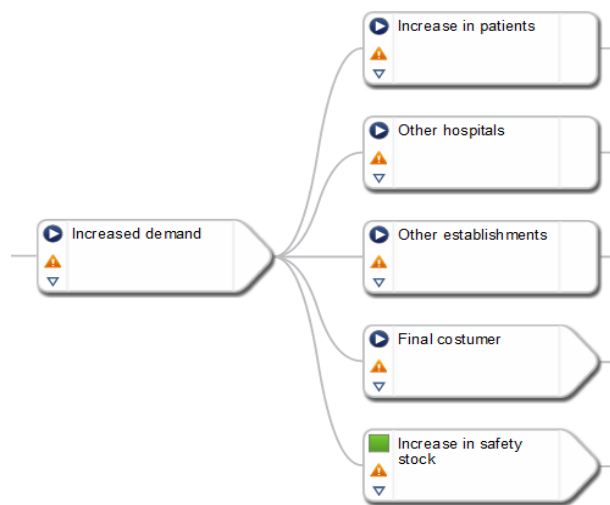 Increase in patients
Other hospitals
Increased demand
Other establishments
Final costumer
Increase in safety
stock